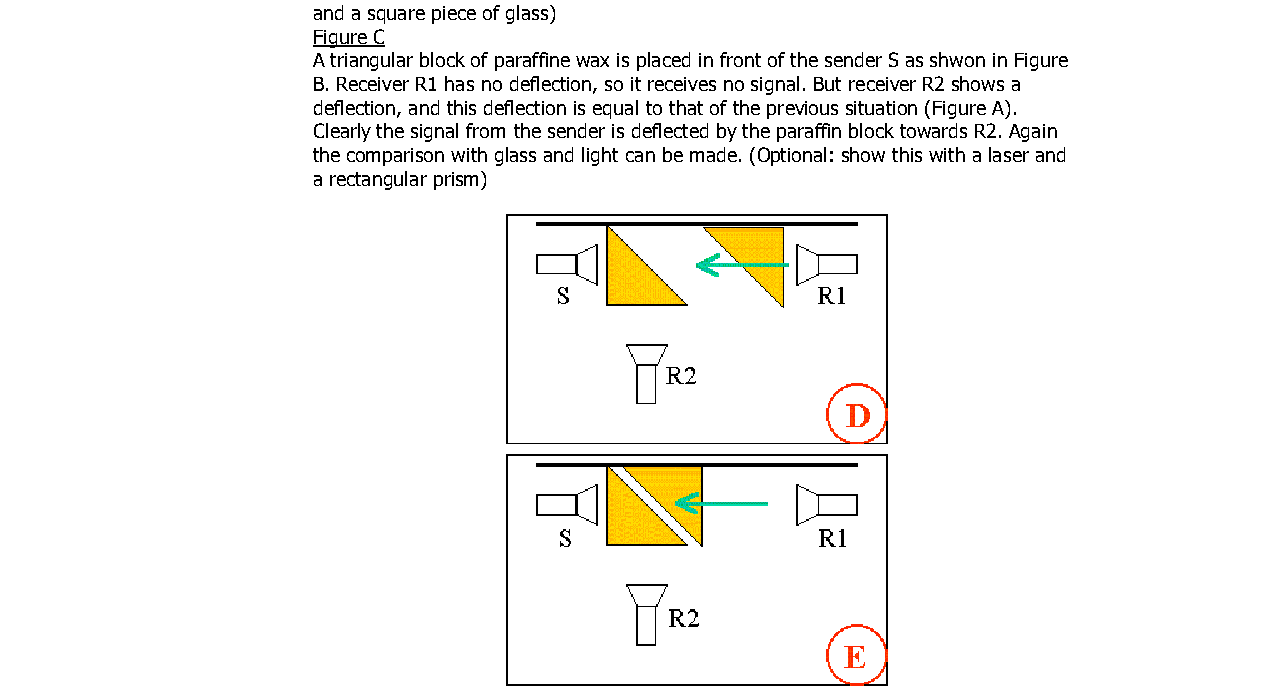 and a square piece of glass)
Figure C
A triangular block of paraffine wax is placed in front of the sender S as shwon in Figure
B. Receiver R1 has no deflection, so it receives no signal. But receiver R2 shows a
deflection, and this deflection is equal to that of the previous situation (Figure A).
Clearly the signal from the sender is deflected by the paraffin block towards R2. Again
the comparison with glass and light can be made. (Optional: show this with a laser and
a rectangular prism)
S
R1
R2
D
S
R1
R2
E